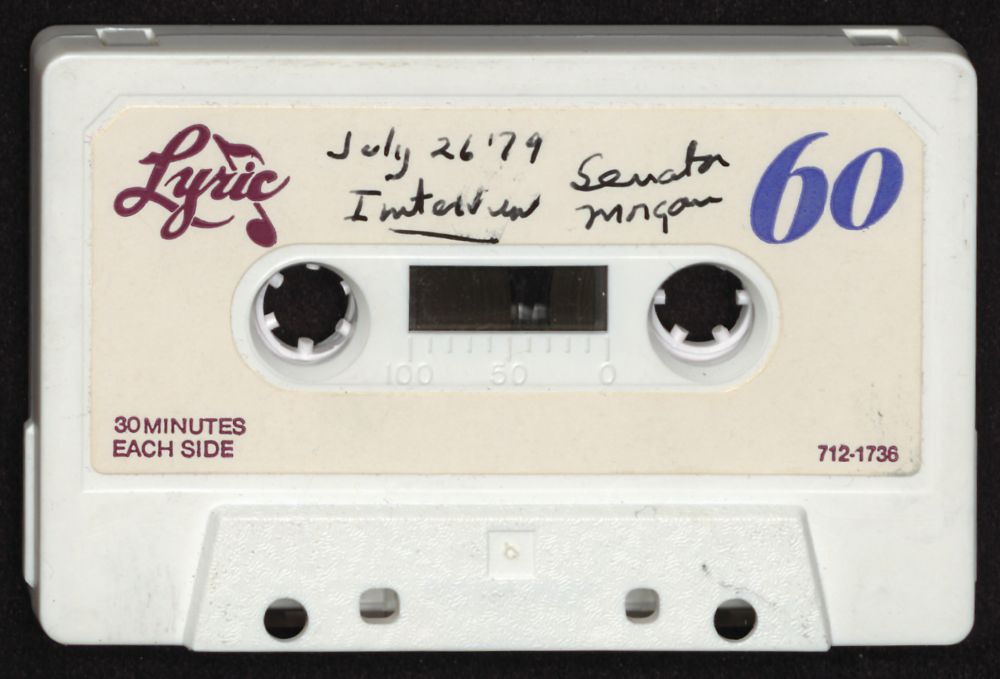 Lyric
July 26 '79
Interview
Senator
Morgan
60
100 50 0
30 MINUTES
EACH SIDE
712-1736